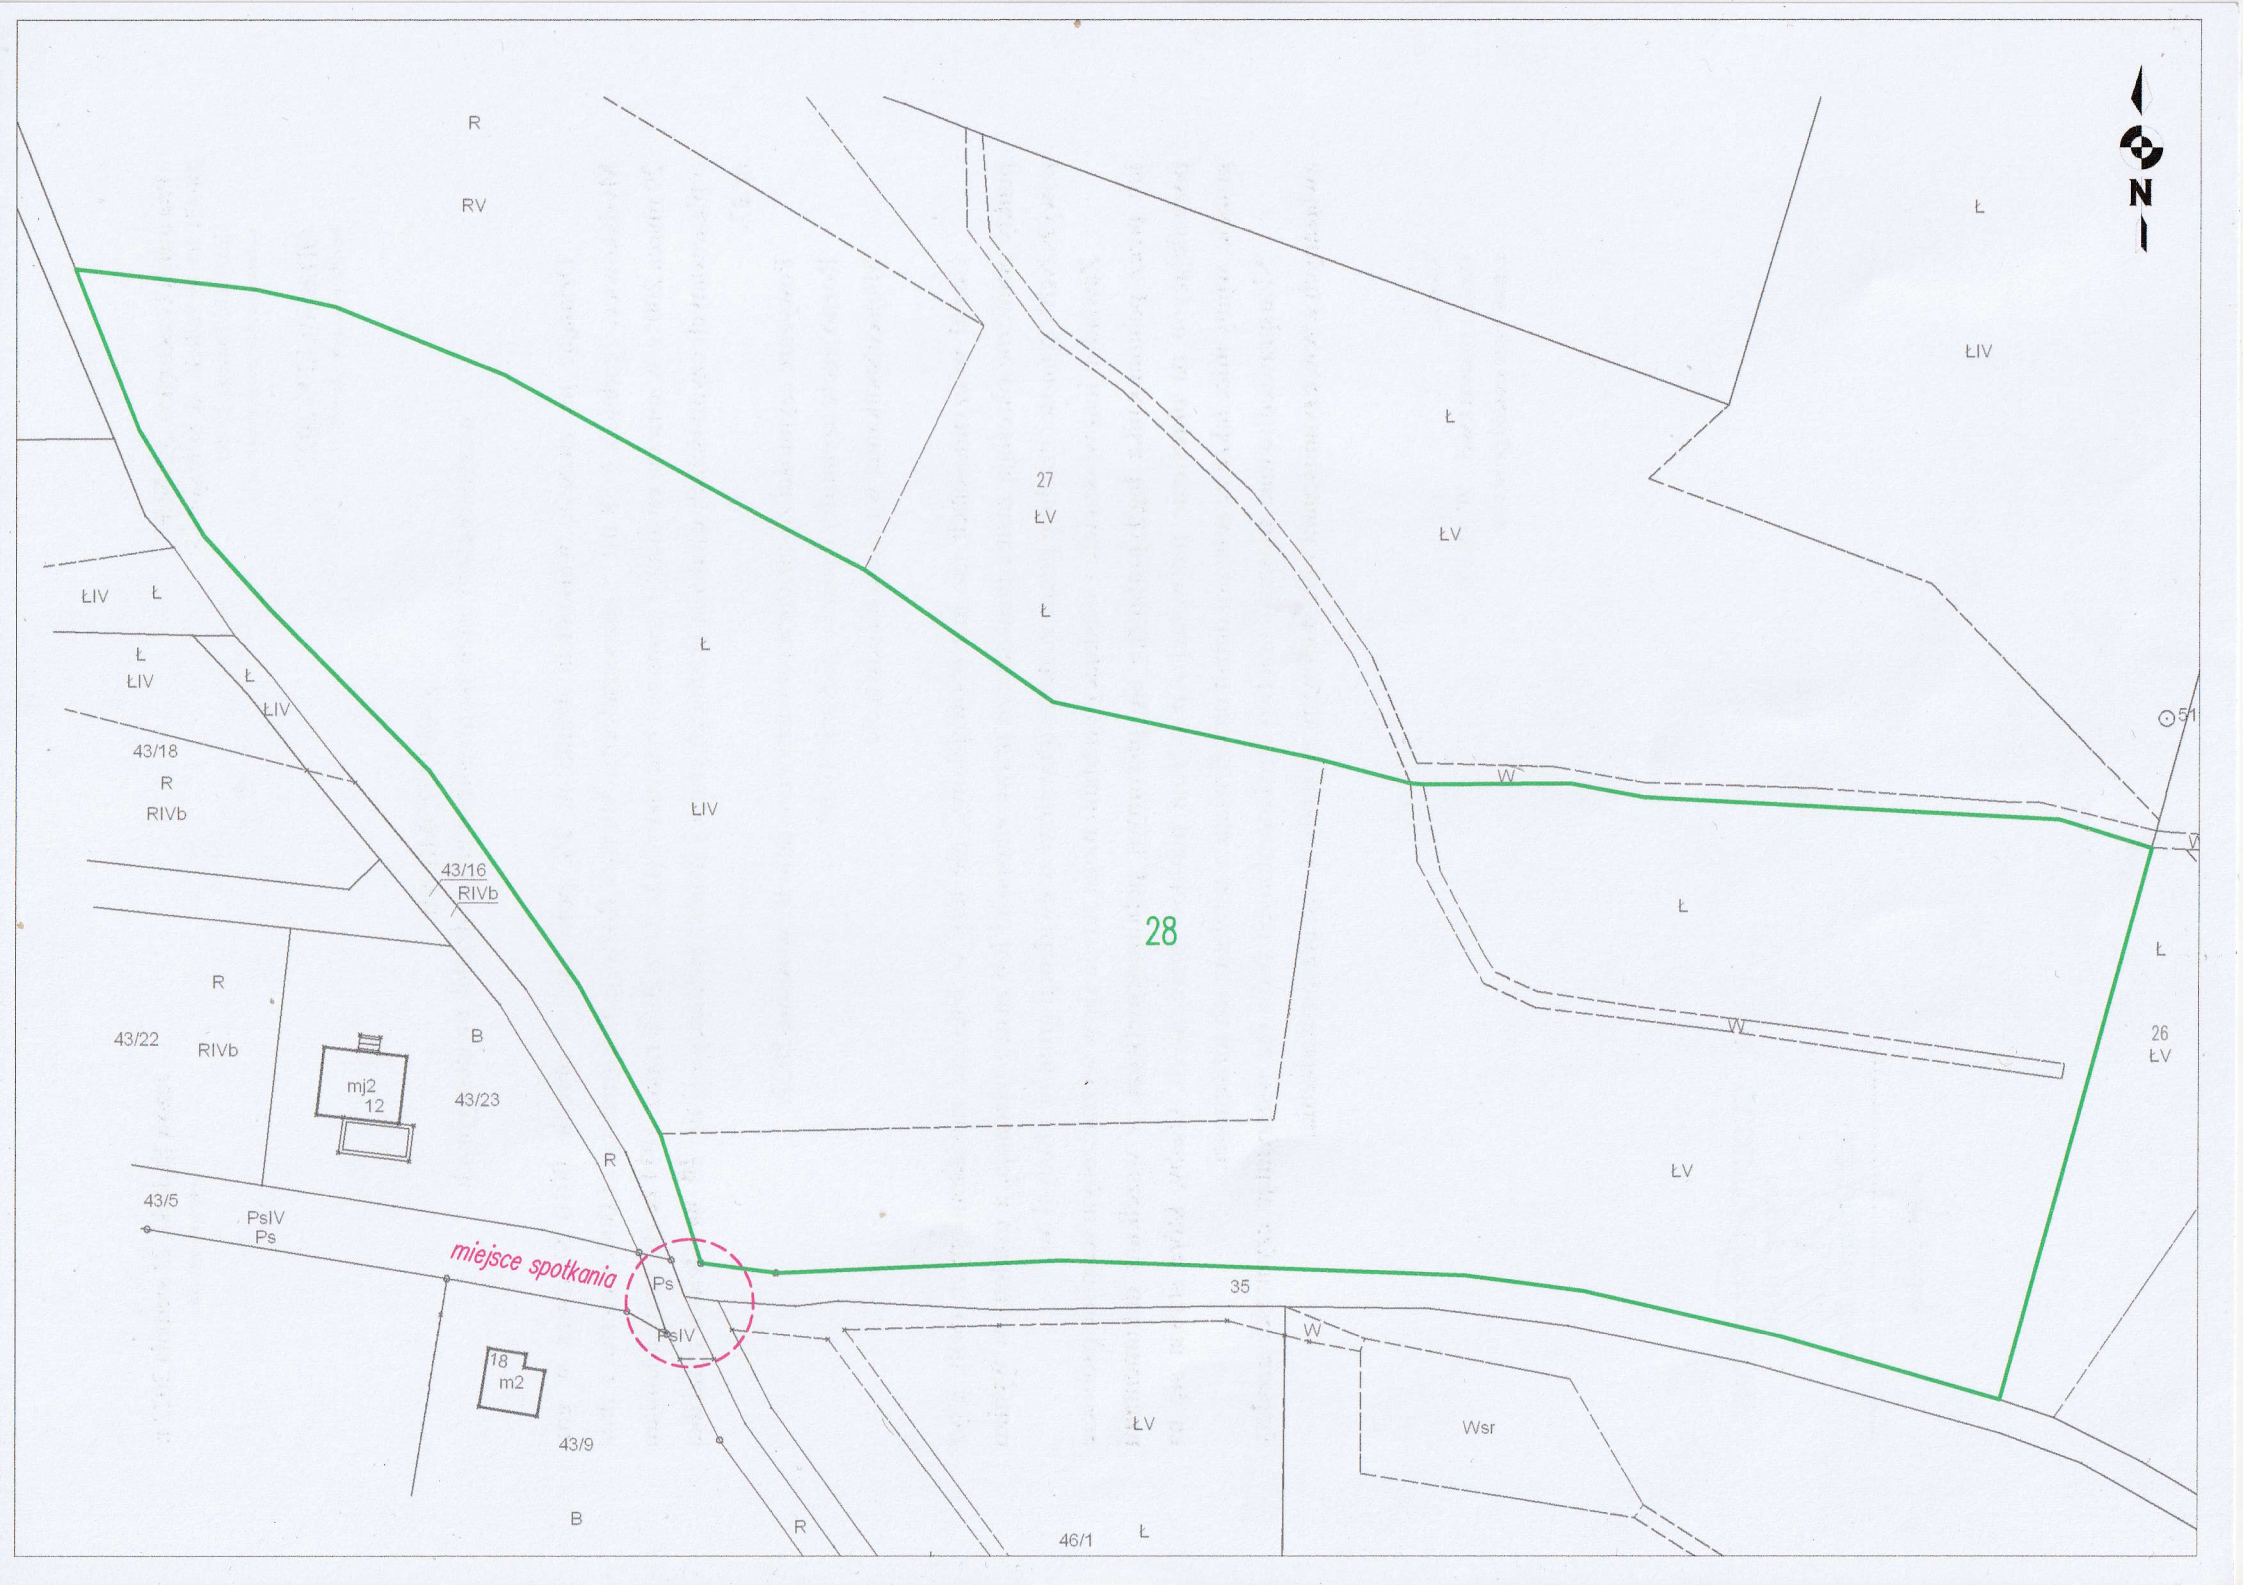 R
RV
Ł
N
ŁIV
Ł
27
ŁV
ŁV
ŁIV
Ł
Ł
Ł
Ł
ŁIV
Ł
ŁIV
51
43/18
R
RIVb
W
ŁIV
W
43/16
RIVb
Ł
28
Ł
R
43/22
RIVb
B
W
26
ŁV
mj2
12
43/23
R
ŁV
43/5
PsIV
Ps
miejsce spotkania
Ps
35
PsIV
W
18
m2
ŁV
Wsr
43/9
B
R
46/1
Ł